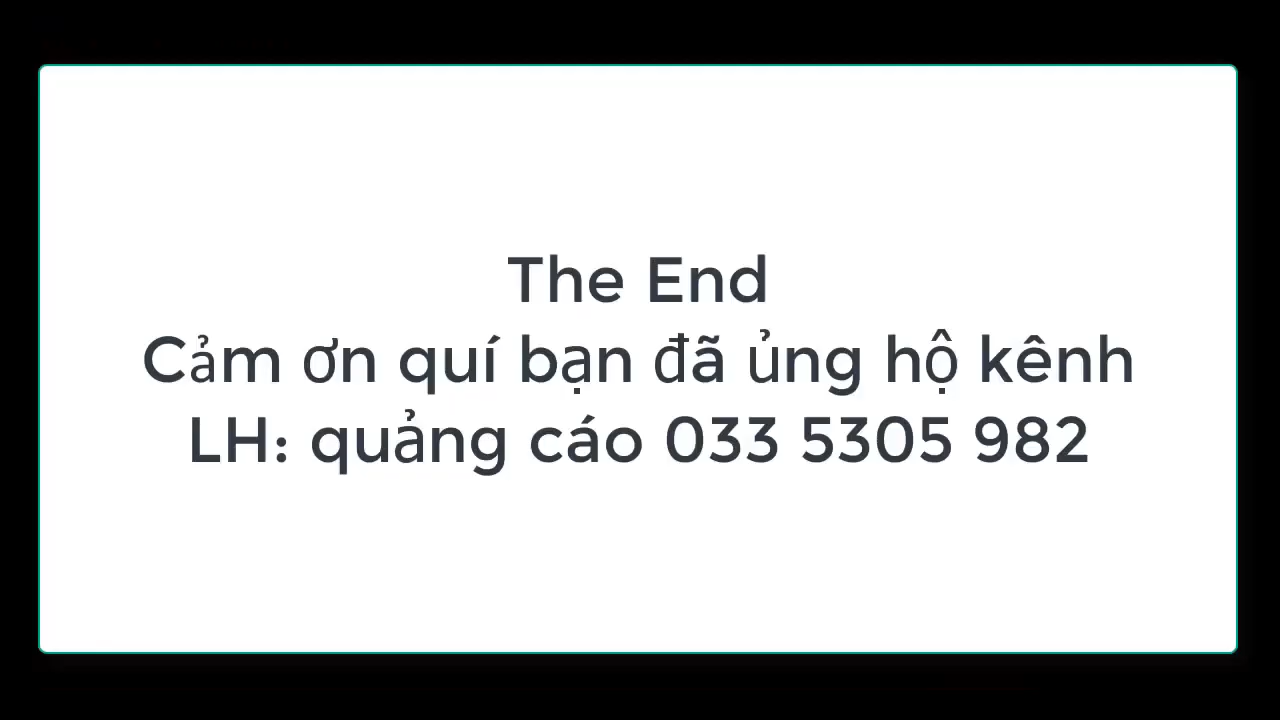 The End
Cảm ơn quí bạn đã ủng hộ kênh
LH: quảng cáo 033 5305 982